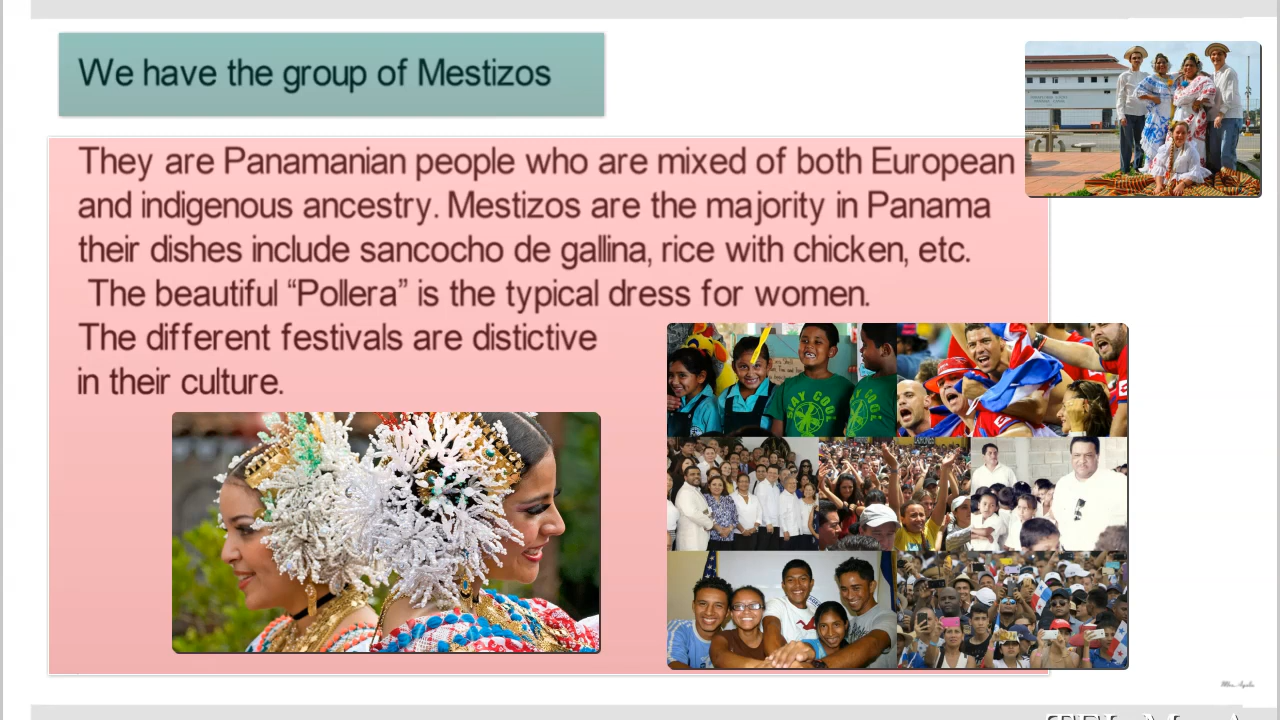 We have the group of Mestizos
They are Panamanian people who are mixed of both European
and indigenous ancestry. Mestizos are the majority in Panama
their dishes include sancocho de gallina, rice with chicken, etc.
The beautiful “Pollera” is the typical dress for women.
The different festivals are distictive
in their culture.
STAY COOL